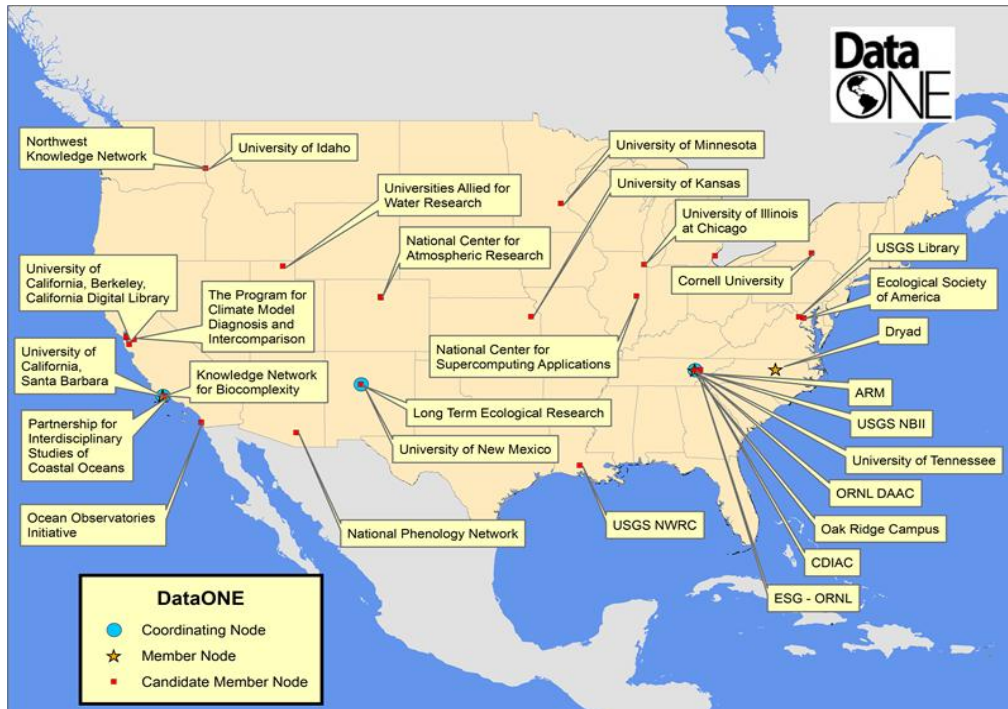 Data
ONE
Northwest
Knowledge Network
University of Idaho
University of Minnesota
Universities Allied for
Water Research
University of Kansas
University of Illinois
at Chicago
National Center for
Atmospheric Research
USGS Library
University of
California, Berkeley,
California Digital Library
The Program for
Climate Model
Diagnosis and
Intercomparison
Cornell University
Ecological Society
of America
Dryad
University of
California,
Santa Barbara
Knowledge Network
for Biocomplexity
National Center for
Supercomputing Applications
ARM
Partnership for
Interdisciplinary
Studies of
Coastal Oceans
Long Term Ecological Research
USGS NBII
University of New Mexico
University of Tennessee
ORNL DAAC
Ocean Observatories
Initiative
National Phenology Network
USGS NWRC
Oak Ridge Campus
CDIAC
ESG - ORNL
DataONE
Coordinating Node
Member Node
Candidate Member Node